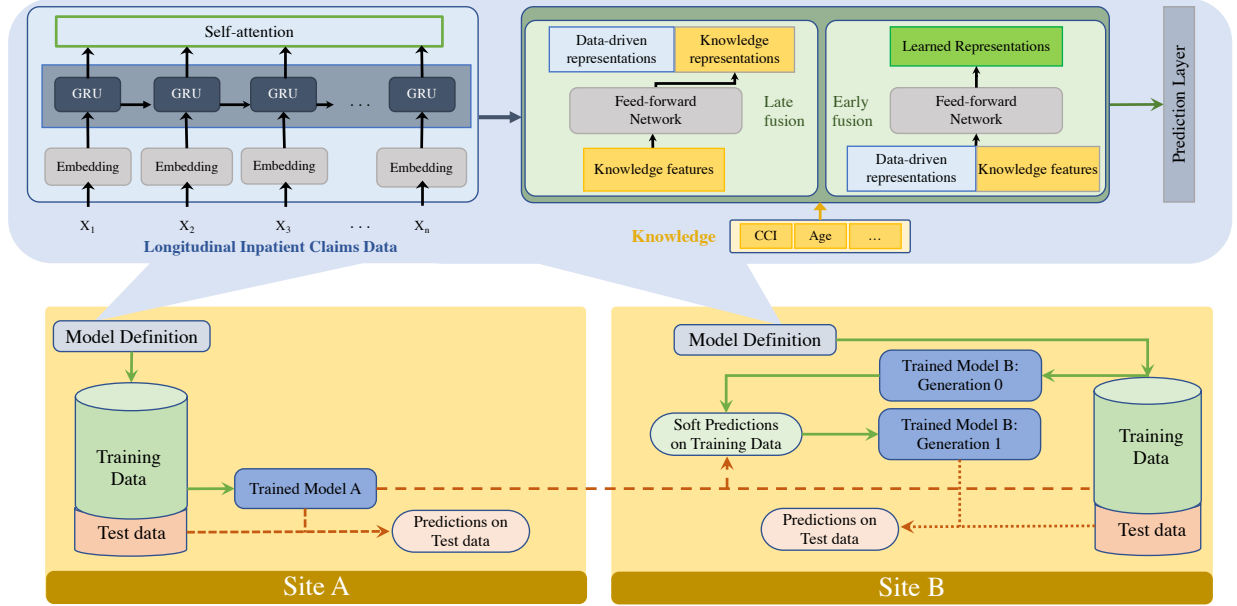 Self-attention
GRU
GRU
GRU
. . .
GRU
Embedding
Embedding
Embedding
Embedding
X1
X2
X3
. . .
Xn
Longitudinal Inpatient Claims Data
Data-driven
representations
Knowledge
representations
Feed-forward
Network
Late
fusion
Knowledge features
Learned Representations
Early
fusion
Feed-forward
Network
Data-driven
representations
Knowledge features
Knowledge
CCI
Age
...
Prediction Layer
Model Definition
Training
Data
Test data
Trained Model A
Predictions on
Test data
Site A
Model Definition
Trained Model B:
Generation 0
Soft Predictions
on Training Data
Trained Model B:
Generation 1
Training
Data
Test data
Predictions on
Test data
Site B